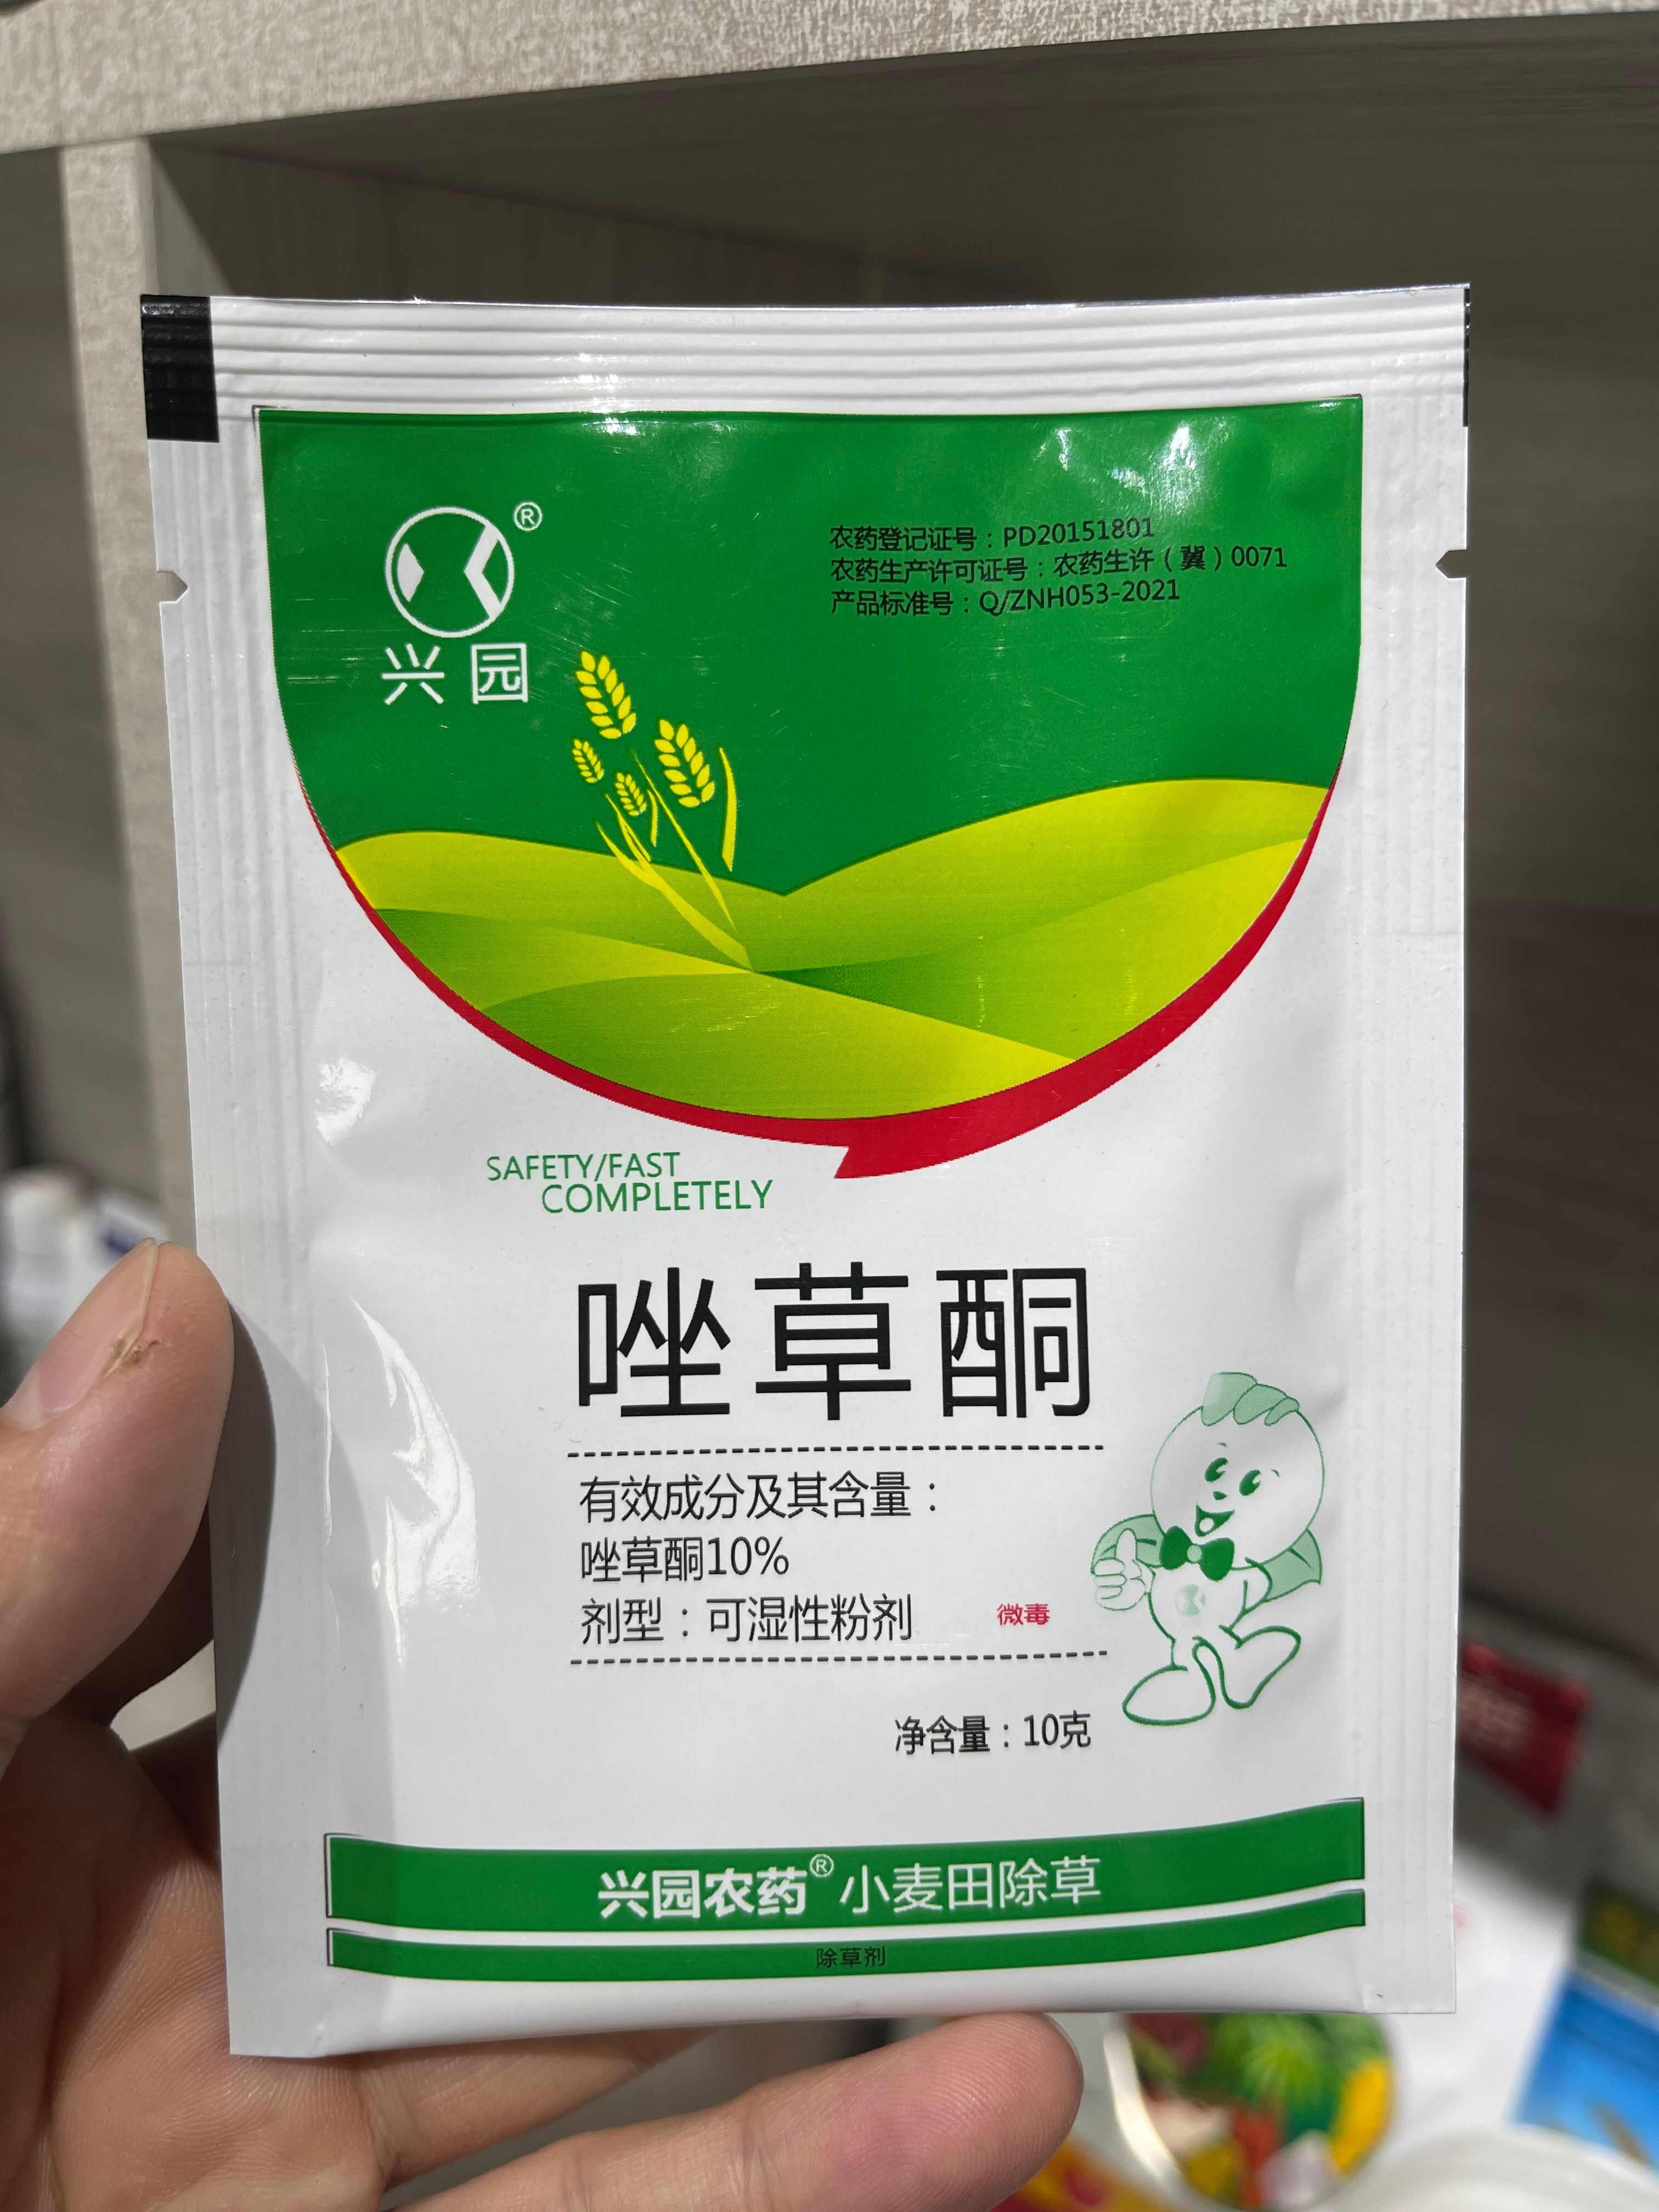 ®
兴园
农药登记证号：PD20151801
农药生产许可证号：农药生许（冀）0071
产品标准号：Q/ZNH053-2021
SAFETY/FAST
COMPLETELY
唑草酮
有效成分及其含量：
唑草酮10%
剂型：可湿性粉剂
微毒
净含量：10克
兴园农药®小麦田除草
除草剂